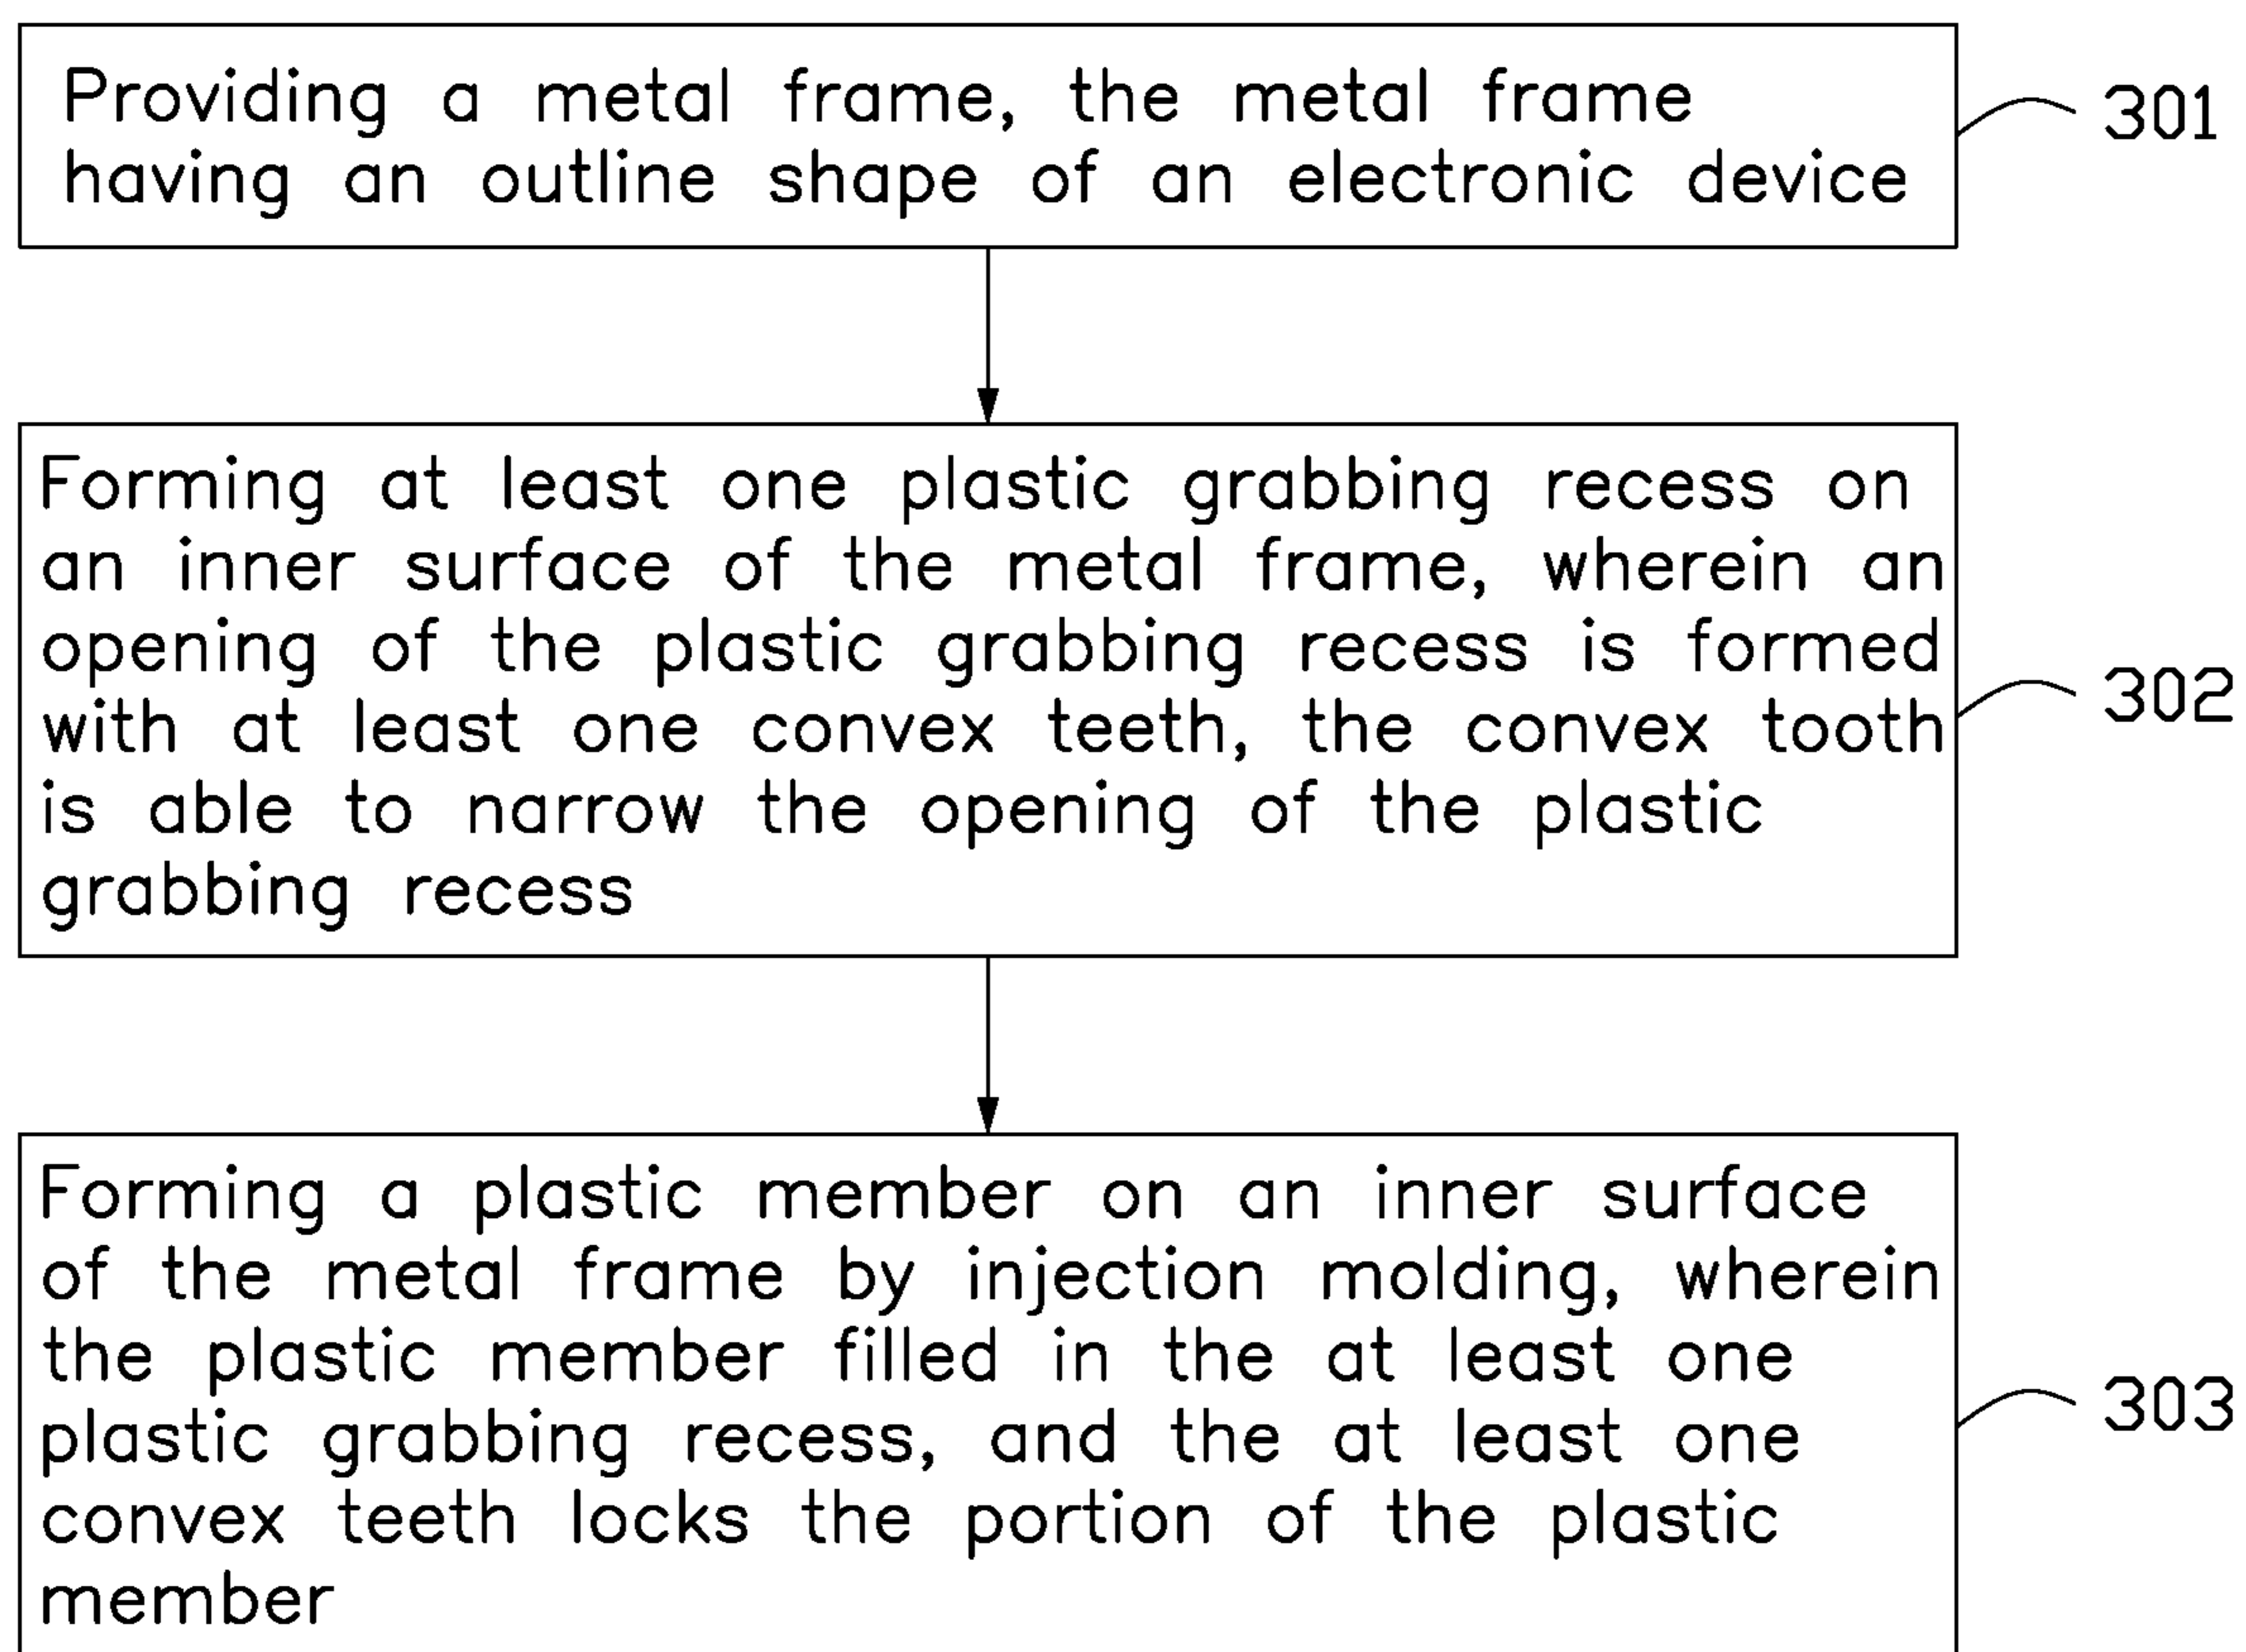 Providing a metal frame, the metal frame
having an outline shape of an electronic device
301
Forming at least one plastic grabbing recess on
an inner surface of the metal frame, wherein an
opening of the plastic grabbing recess is formed
with at least one convex teeth, the convex tooth
is able to narrow the opening of the plastic
grabbing recess
302
Forming a plastic member on an inner surface
of the metal frame by injection molding, wherein
the plastic member filled in the at least one
plastic grabbing recess, and the at least one
convex teeth locks the portion of the plastic
member
303